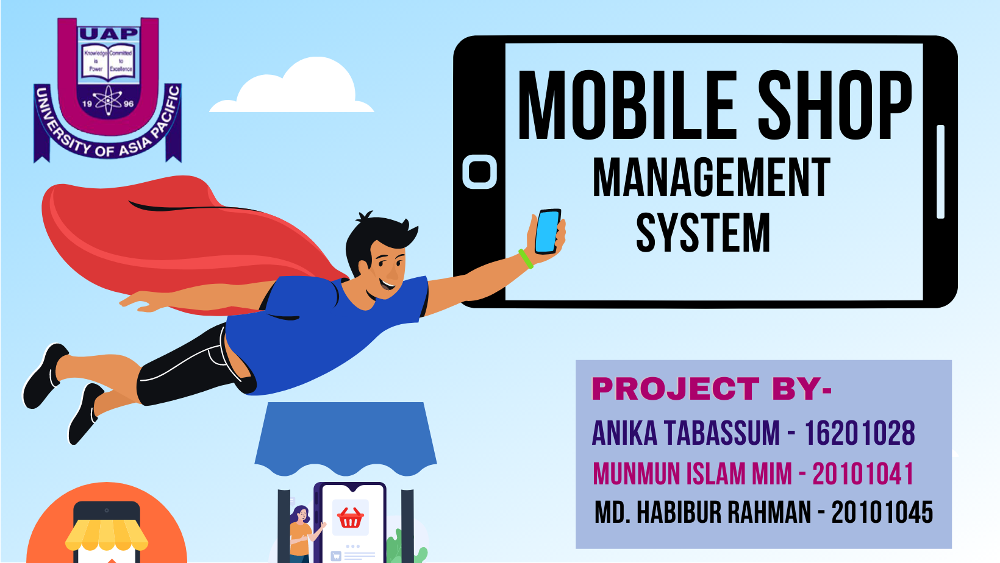 UAP
Knowledge Committed
is to
Power Excellence
19 96
UNIVERSITY OF ASIA PACIFIC
MOBILE SHOP
MANAGEMENT
SYSTEM
PROJECT BY-
ANIKA TABASSUM - 16201028
MUNMUN ISLAM MIM - 20101041
MD. HABIBUR RAHMAN - 20101045